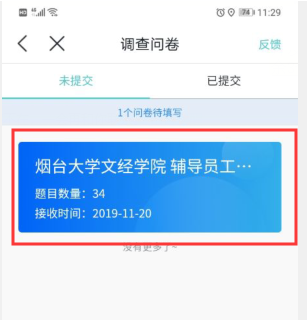 11:29
调查问卷
反馈
未提交
已提交
1个问卷待填写
烟台大学文经学院 辅导员工···
题目数量：34
接收时间：2019-11-20
没有更多了~